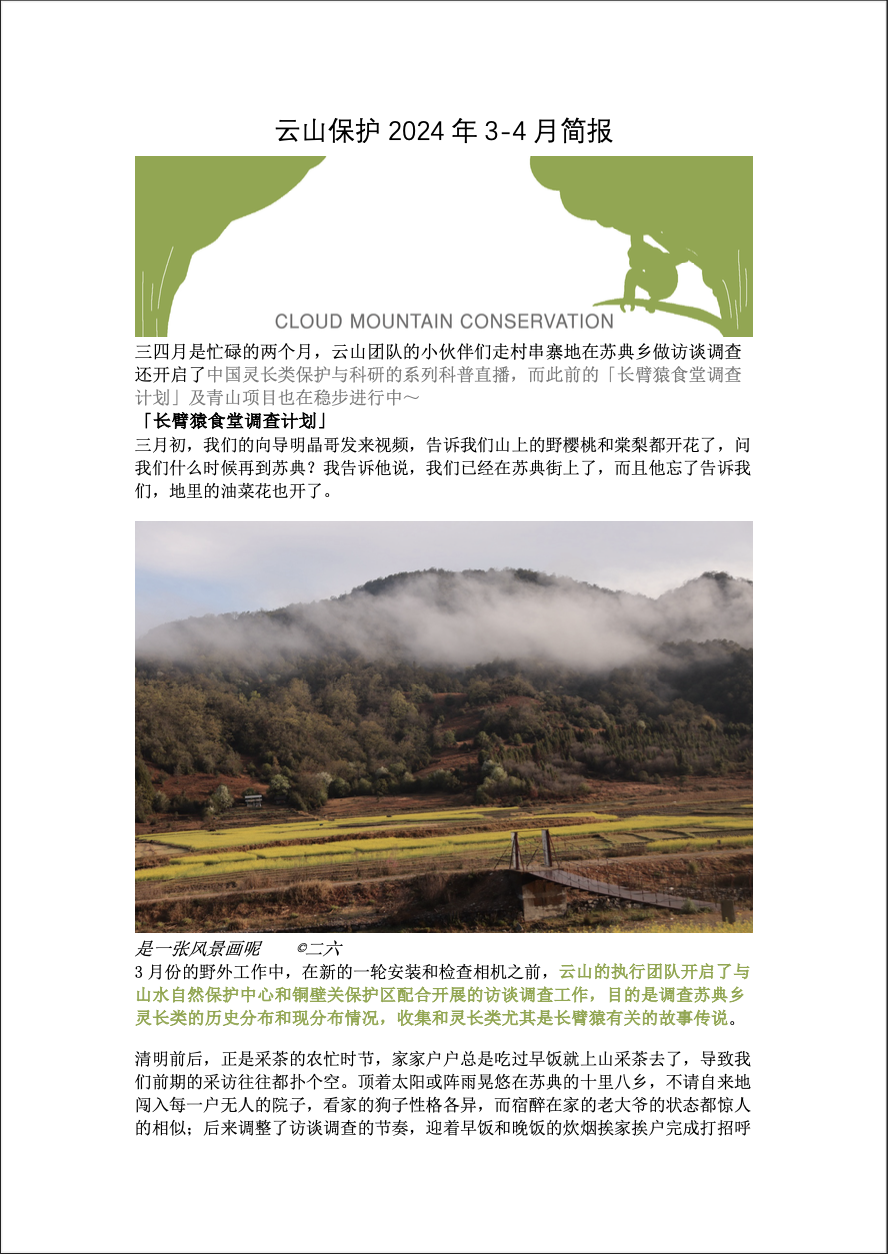 云山保护 2024 年 3-4 月简报
CLOUD MOUNTAIN CONSERVATION
三四月是忙碌的两个月，云山团队的小伙伴们走村串寨地在苏典乡做访谈调查
还开启了中国灵长类保护与科研的系列科普直播，而此前的「长臂猿食堂调查
计划」及青山项目也在稳步进行中～
「长臂猿食堂调查计划」
三月初，我们的向导明晶哥发来视频，告诉我们山上的野樱桃和棠梨都开花了，问
我们什么时候再到苏典？我告诉他说，我们已经在苏典街上了，而且他忘了告诉我
们，地里的油菜花也开了。
是一张风景画呢 ©二六
3 月份的野外工作中，在新的一轮安装和检查相机之前，云山的执行团队开启了与
山水自然保护中心和铜壁关保护区配合开展的访谈调查工作，目的是调查苏典乡
灵长类的历史分布和现分布情况，收集和灵长类尤其是长臂猿有关的故事传说。
清明前后，正是采茶的农忙时节，家家户户总是吃过早饭就上山采茶去了，导致我
们前期的采访往往都扑个空。顶着太阳或阵雨晃悠在苏典的十里八乡，不请自来地
闯入每一户无人的院子，看家的狗子性格各异，而宿醉在家的老大爷的状态都惊人
的相似；后来调整了访谈调查的节奏，迎着早饭和晚饭的炊烟挨家挨户完成打招呼